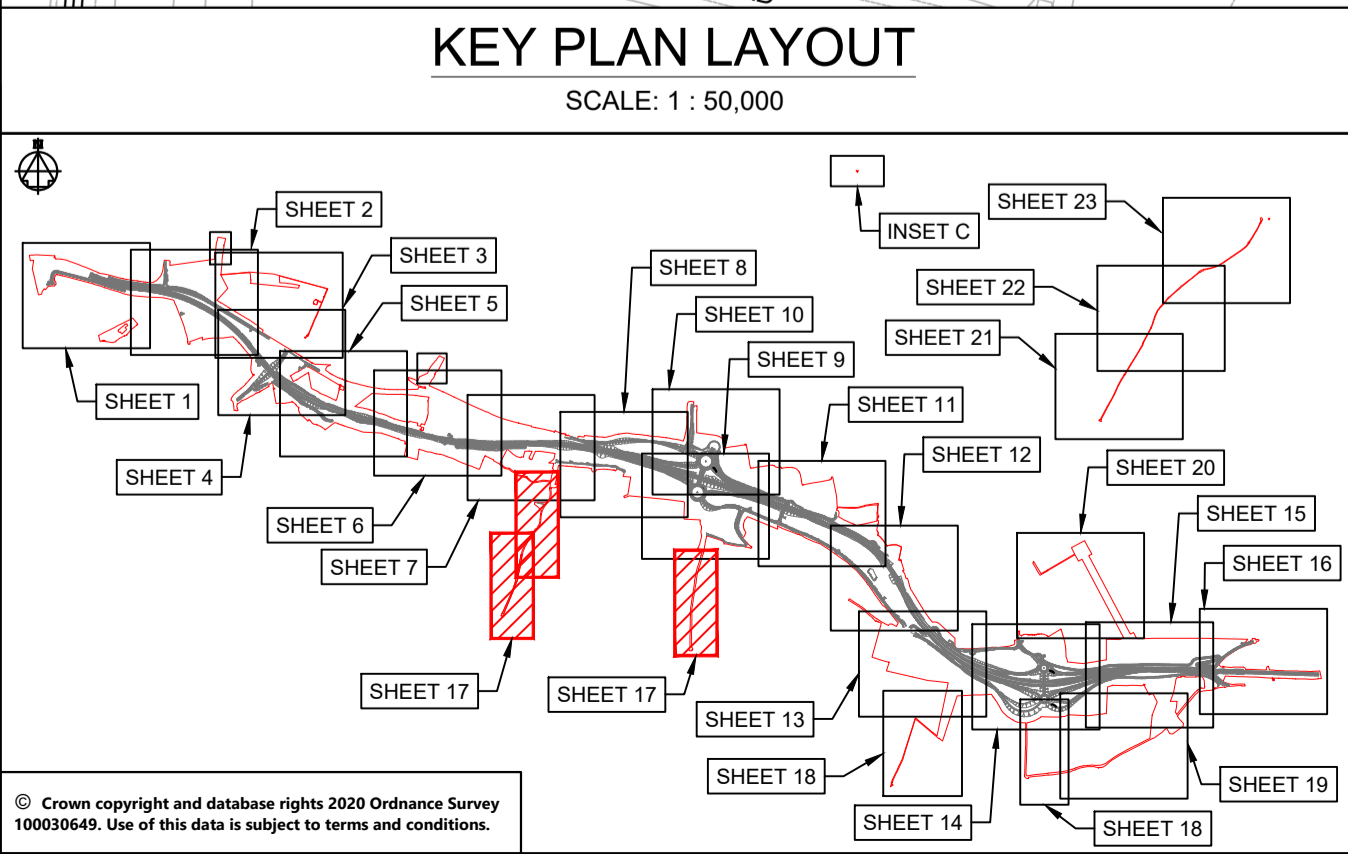 KEY PLAN LAYOUT
SCALE: 1 : 50,000
N
SHEET 2
SHEET 3
SHEET 5
SHEET 1
SHEET 4
SHEET 6
SHEET 7
SHEET 8
SHEET 10
SHEET 9
SHEET 11
SHEET 12
INSET C
SHEET 23
SHEET 22
SHEET 21
SHEET 20
SHEET 15
SHEET 16
SHEET 17
SHEET 17
SHEET 13
SHEET 18
SHEET 14
SHEET 18
SHEET 19
© Crown copyright and database rights 2020 Ordnance Survey
100030649. Use of this data is subject to terms and conditions.